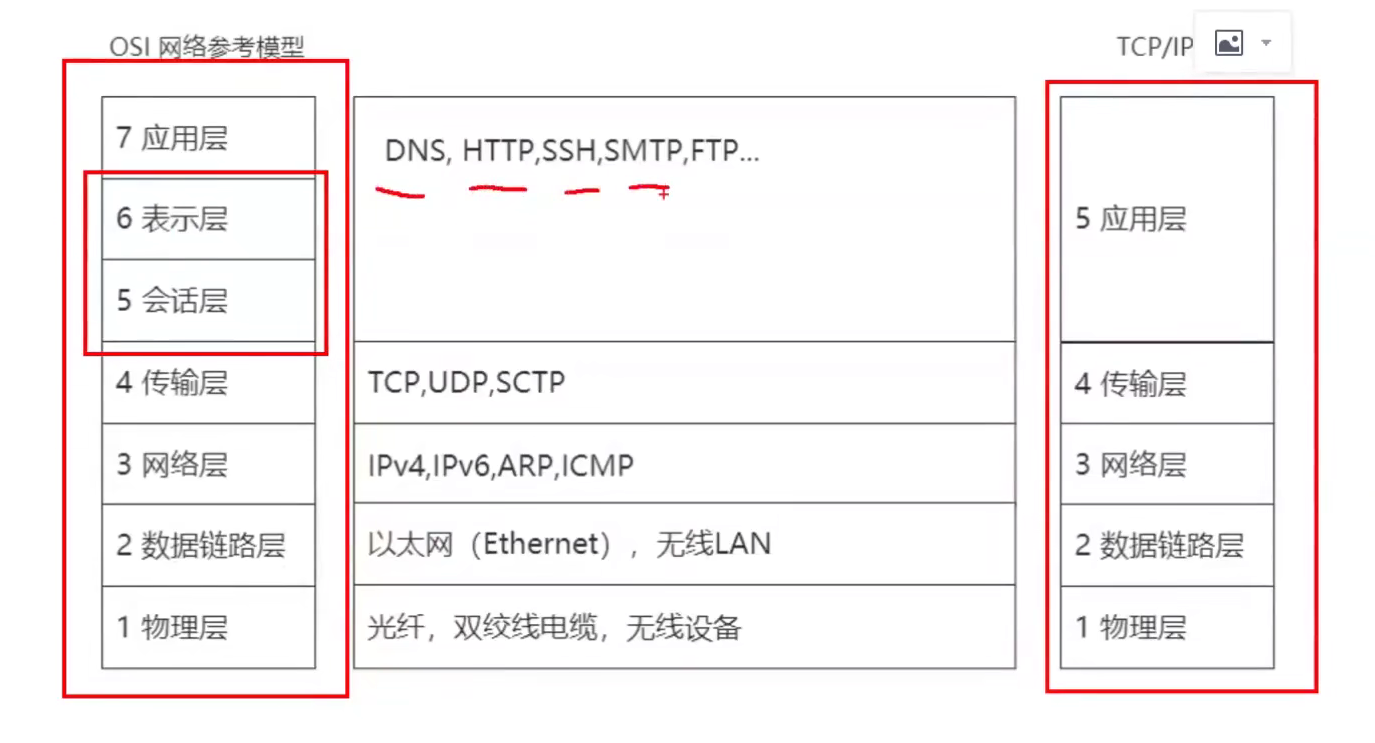 OSI 网络参考模型
TCP/IP
7 应用层
DNS, HTTP,SSH,SMTP,FTP...
6 表示层
5 应用层
5 会话层
4 传输层
TCP,UDP,SCTP
4 传输层
3 网络层
IPv4,IPv6,ARP,ICMP
3 网络层
2 数据链路层
以太网（Ethernet），无线LAN
2 数据链路层
1 物理层
光纤，双绞线电缆，无线设备
1 物理层